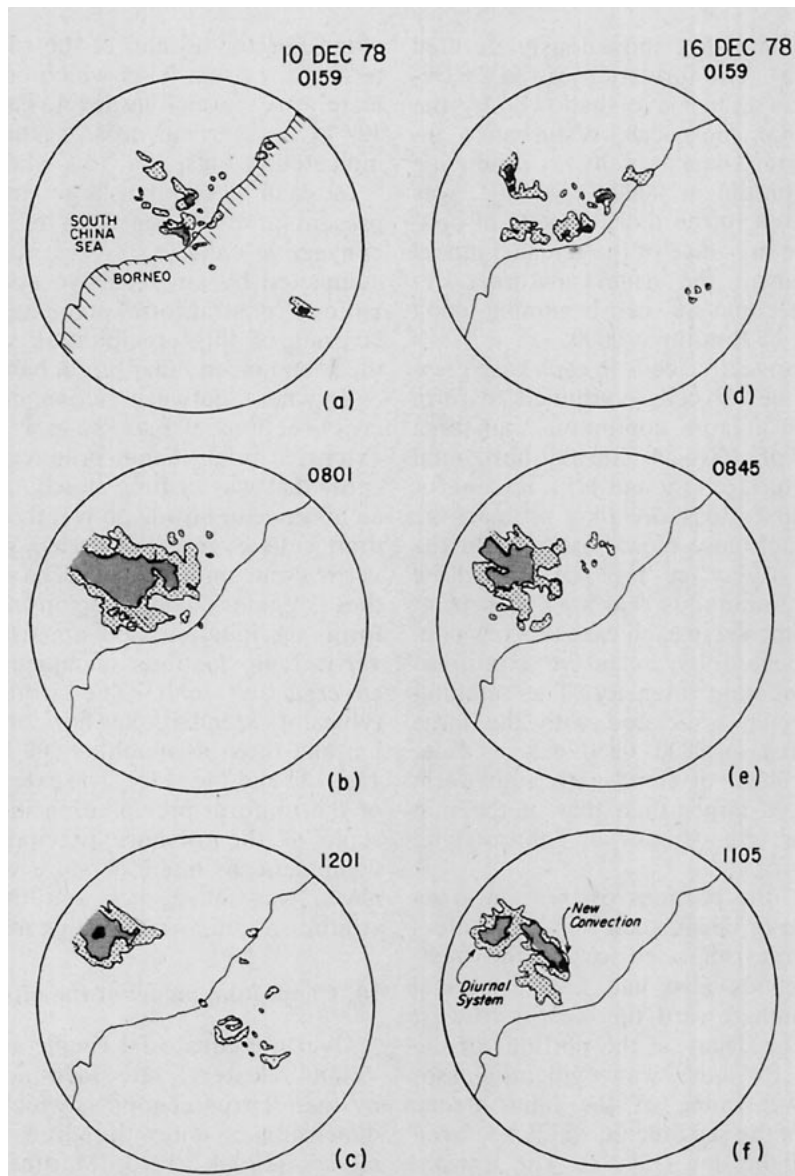 10 DEC 78
0159
SOUTH
CHINA
SEA
BORNEO
(a)
16 DEC 78
0159
(d)
0801
(b)
0845
(e)
1201
(c)
1105
New
Convection
Diurnal
System
(f)